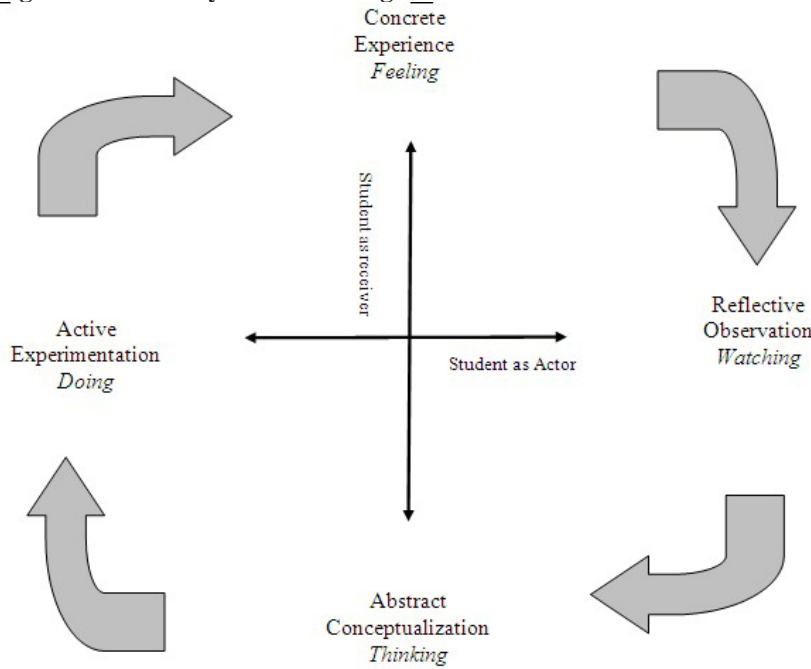 Concrete
Experience
Feeling
Student as receiver
Reflective
Observation
Watching
Active
Experimentation
Doing
Student as Actor
Abstract
Conceptualization
Thinking